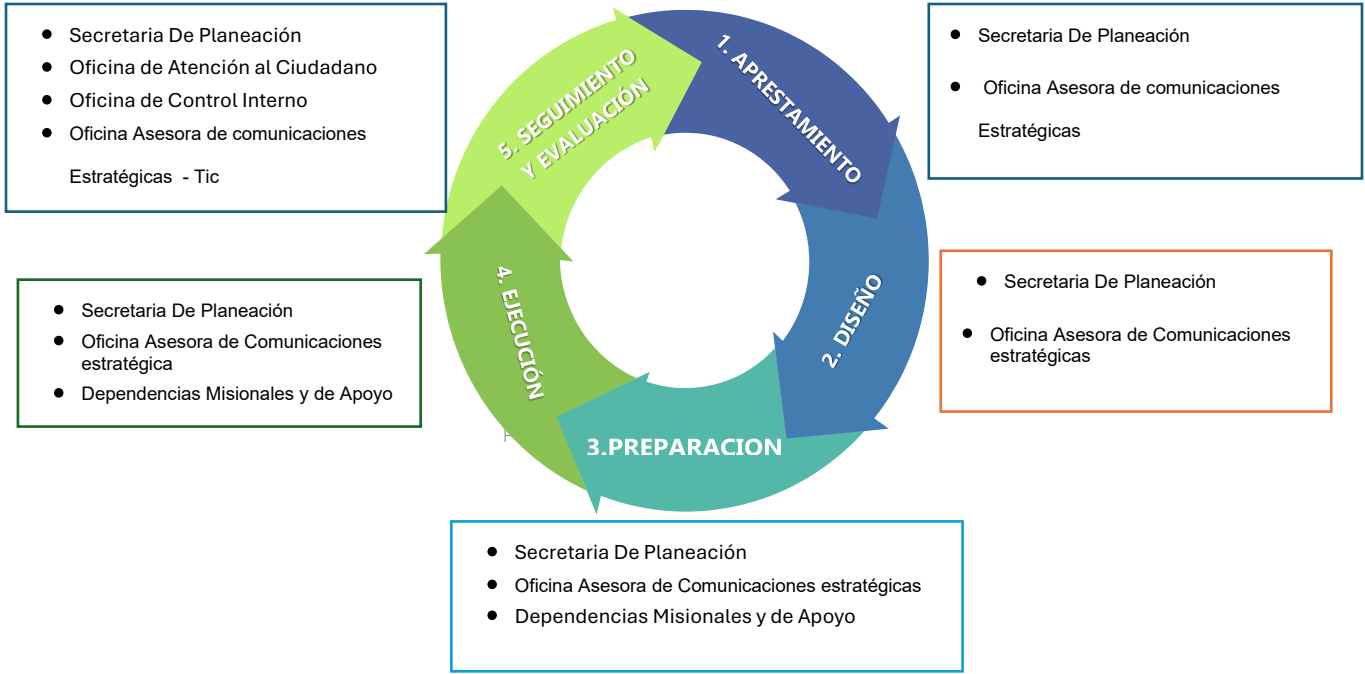 ● Secretaria De Planeación
● Oficina de Atención al Ciudadano
● Oficina de Control Interno
● Oficina Asesora de comunicaciones
Estratégicas - Tic
1. APRESTAMIENTO
● Secretaria De Planeación
● Oficina Asesora de comunicaciones
Estratégicas
5. SEGUIMIENTO
Y EVALUACIÓN
2. DISEÑO
● Secretaria De Planeación
● Oficina Asesora de Comunicaciones
estratégicas
4. EJECUCIÓN
● Secretaria De Planeación
● Oficina Asesora de Comunicaciones
estratégica
● Dependencias Misionales y de Apoyo
3.PREPARACION
● Secretaria De Planeación
● Oficina Asesora de Comunicaciones estratégicas
● Dependencias Misionales y de Apoyo